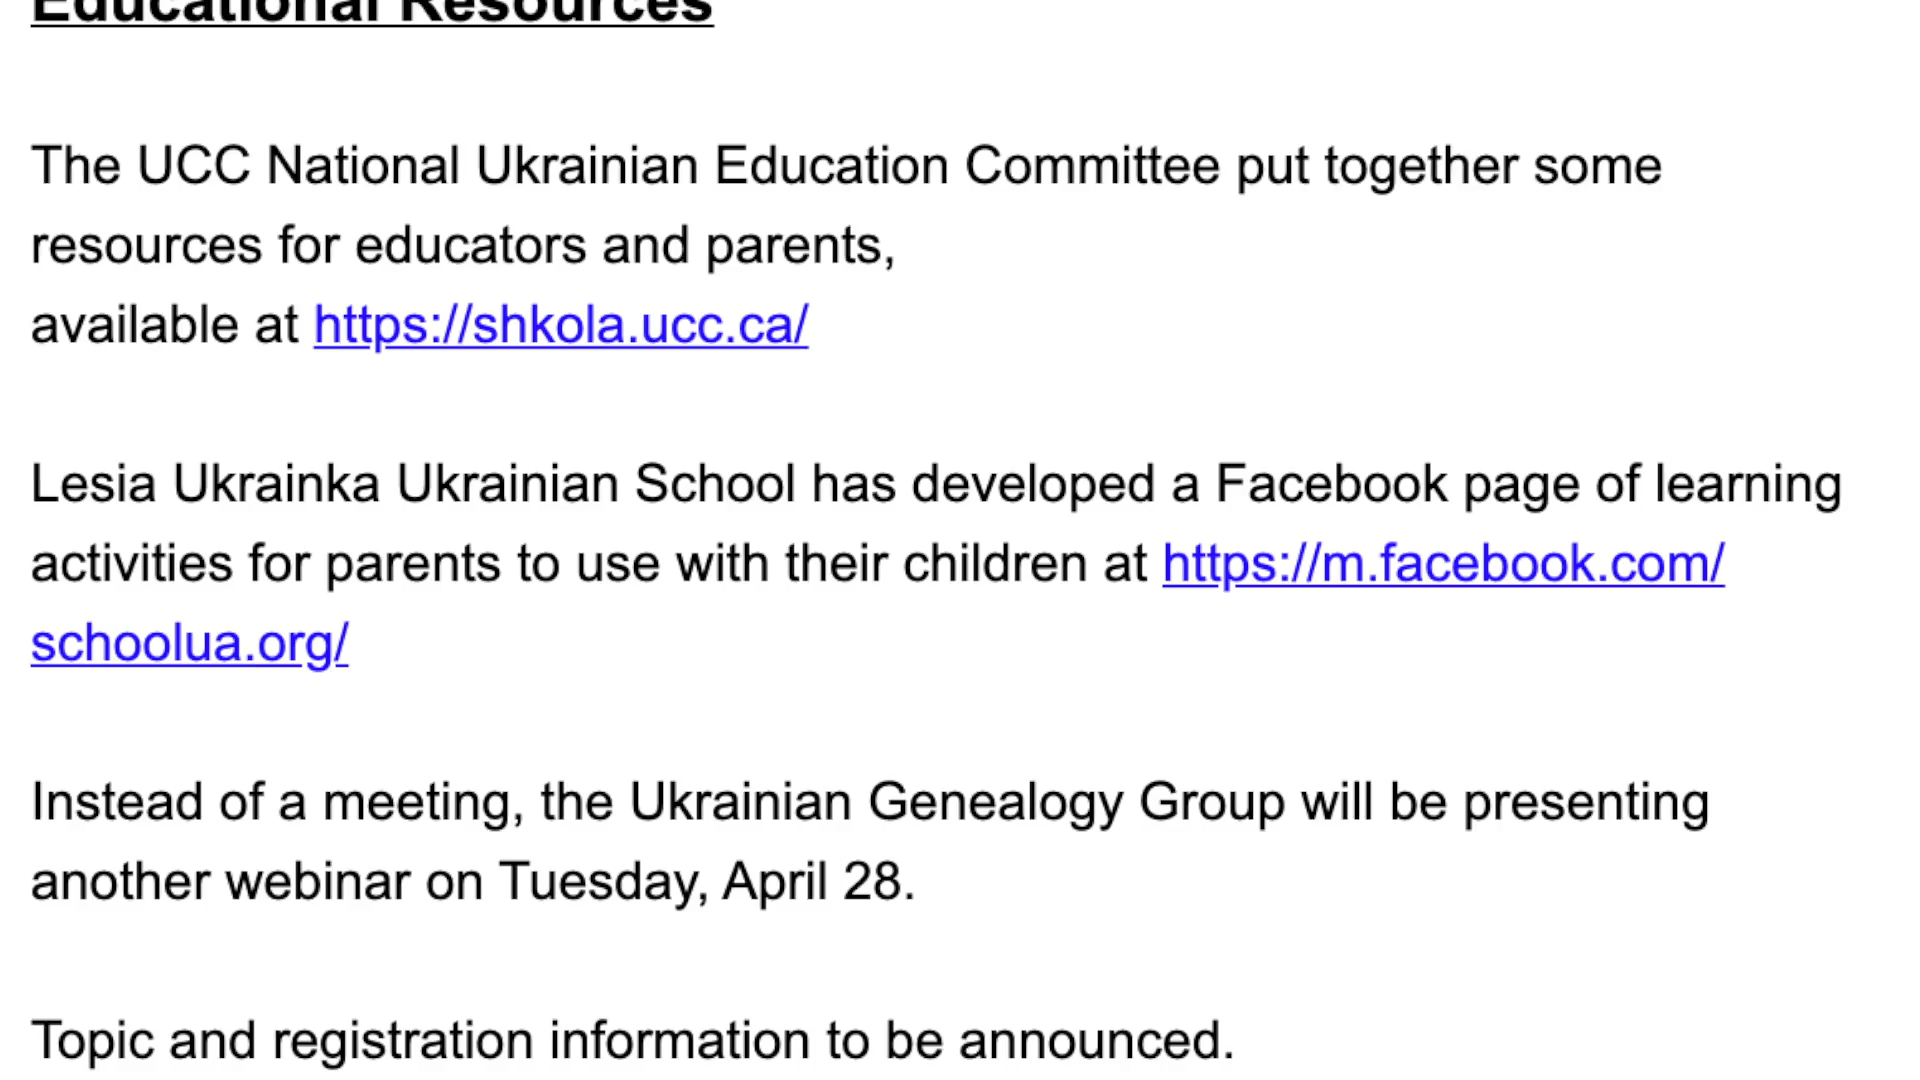 Educational Resources
The UCC National Ukrainian Education Committee put together some
resources for educators and parents,
available at https://shkola.ucc.ca/
Lesia Ukrainka Ukrainian School has developed a Facebook page of learning
activities for parents to use with their children at https://m.facebook.com/
schoolua.org/
Instead of a meeting, the Ukrainian Genealogy Group will be presenting
another webinar on Tuesday, April 28.
Topic and registration information to be announced.